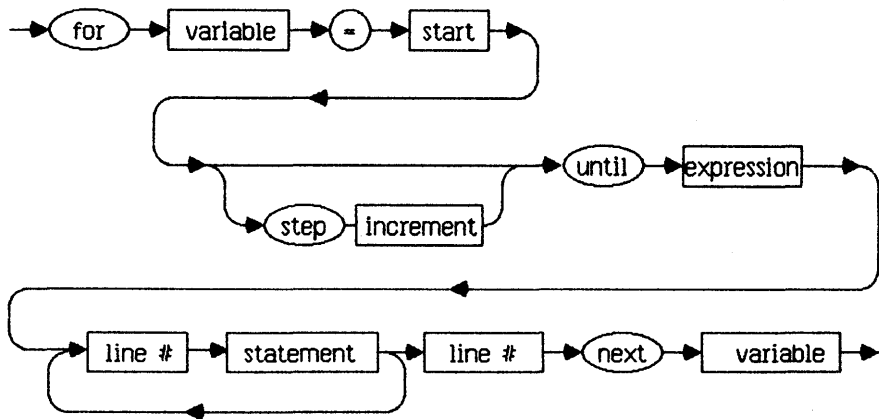 for variable = start
until expression
step increment
line # statement line # next variable